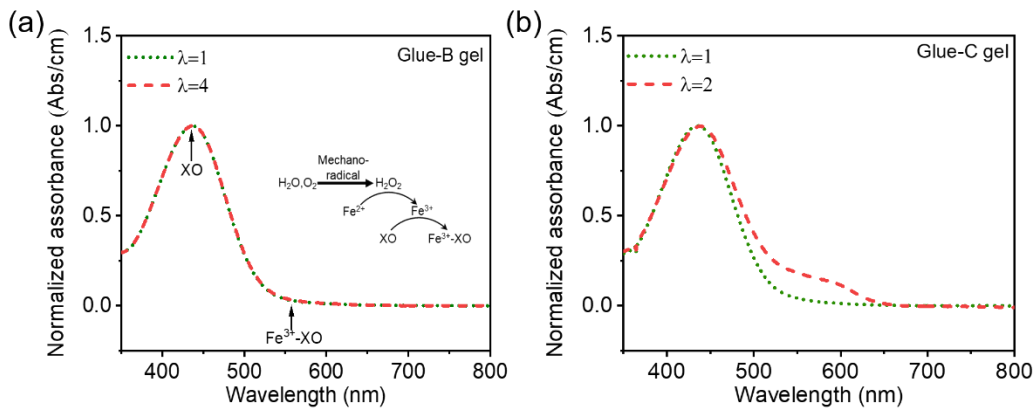 (a)
1.5
1.0
0.5
0.0
Normalized assorbance (Abs/cm)
λ=1
λ=4
Glue-B gel
XO
Mechano-
radical
H₂O,O₂
H₂O₂
Fe²⁺
Fe³⁺
XO
Fe³⁺-XO
Fe³⁺-XO
400 500 600 700 800
Wavelength (nm)
(b)
1.5
1.0
0.5
0.0
Normalized assorbance (Abs/cm)
λ=1
λ=2
Glue-C gel
400 500 600 700 800
Wavelength (nm)